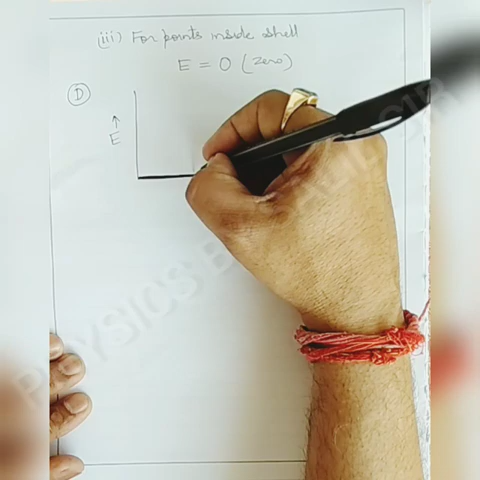 (iii) For points inside shell
E = 0 (zero)
D
↑
E